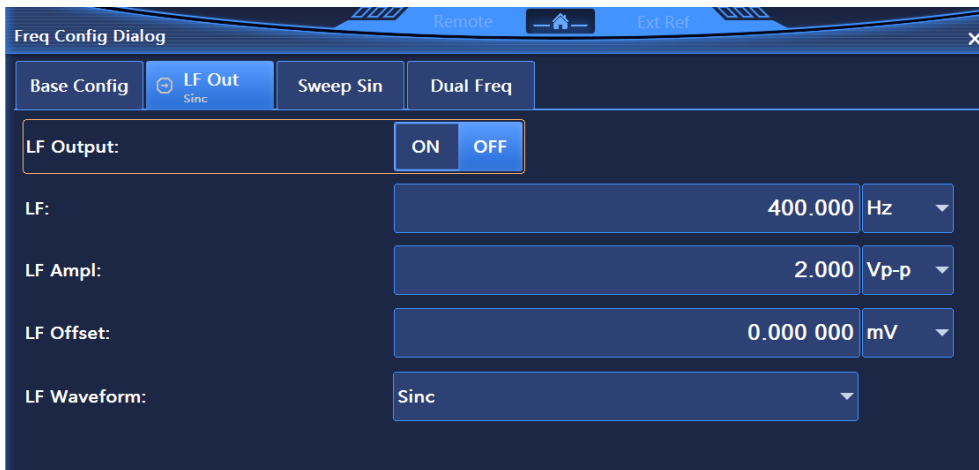 Remote Ext Ref
Freq Config Dialog
Base Config LF Out Sweep Sin Dual Freq
Sinc
LF Output: ON OFF
LF: 400.000 Hz
LF Ampl: 2.000 Vp-p
LF Offset: 0.000 000 mV
LF Waveform: Sinc